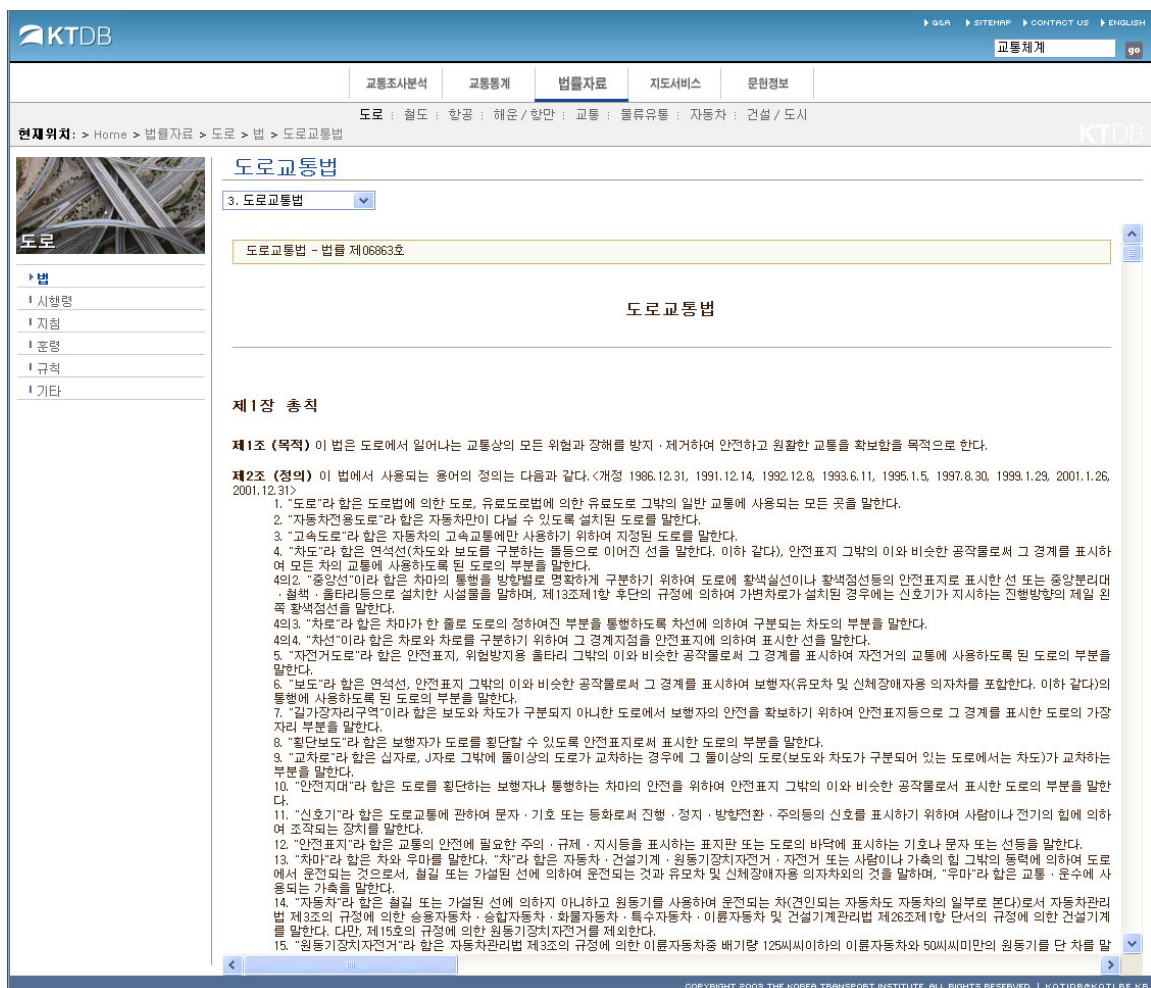 Q&A SITEMAP CONTACT US ENGLISH
KTDB
교통체계 go
교통조사분석 교통통계 법률자료 지도서비스 문헌정보
도로 : 철도 : 항공 : 해운/항만 : 교통 : 물류유통 : 자동차 : 건설/도시
현재위치: > Home > 법률자료 > 도로 > 법 > 도로교통법
KTDB
도로교통법
3. 도로교통법
도로
법
시행령
지침
훈령
규칙
기타
도로교통법 - 법률 제06863호
도로교통법
제1장 총칙
제1조 (목적) 이 법은 도로에서 일어나는 교통상의 모든 위험과 장해를 방지·제거하여 안전하고 원활한 교통을 확보함을 목적으로 한다.
제2조 (정의) 이 법에서 사용되는 용어의 정의는 다음과 같다.<개정 1986.12.31, 1991.12.14, 1992.12.8, 1993.6.11, 1995.1.5, 1997.8.30, 1999.1.29, 2001.1.26,
2001.12.31>
1. "도로"라 함은 도로법에 의한 도로, 유료도로법에 의한 유료도로 그밖의 일반 교통에 사용되는 모든 곳을 말한다.
2. "자동차전용도로"라 함은 자동차만이 다닐 수 있도록 설치된 도로를 말한다.
3. "고속도로"라 함은 자동차의 고속교통에만 사용하기 위하여 지정된 도로를 말한다.
4. "차도"라 함은 연석선(차도와 보도를 구분하는 돌등으로 이어진 선을 말한다. 이하 같다), 안전표지 그밖의 이와 비슷한 공작물로써 그 경계를 표시하
여 모든 차의 교통에 사용하도록 된 도로의 부분을 말한다.
4의2. "중앙선"이라 함은 차마의 통행을 방향별로 명확하게 구분하기 위하여 도로에 황색실선이나 황색점선등의 안전표지로 표시한 선 또는 중앙분리대
·철책·울타리등으로 설치한 시설물을 말하며, 제13조제1항 후단의 규정에 의하여 가변차로가 설치된 경우에는 신호기가 지시하는 진행방향의 제일 왼
쪽 황색점선을 말한다.
4의3. "차로"라 함은 차마가 한 줄로 도로의 정하여진 부분을 통행하도록 차선에 의하여 구분되는 차도의 부분을 말한다.
4의4. "차선"이라 함은 차로와 차로를 구분하기 위하여 그 경계지점을 안전표지에 의하여 표시한 선을 말한다.
5. "자전거도로"라 함은 안전표지, 위험방지용 울타리 그밖의 이와 비슷한 공작물로써 그 경계를 표시하여 자전거의 교통에 사용하도록 된 도로의 부분을
말한다.
6. "보도"라 함은 연석선, 안전표지 그밖의 이와 비슷한 공작물로써 그 경계를 표시하여 보행자(유모차 및 신체장애자용 의자차를 포함한다. 이하 같다)의
통행에 사용하도록 된 도로의 부분을 말한다.
7. "길가장자리구역"이라 함은 보도와 차도가 구분되지 아니한 도로에서 보행자의 안전을 확보하기 위하여 안전표지등으로 그 경계를 표시한 도로의 가장
자리 부분을 말한다.
8. "횡단보도"라 함은 보행자가 도로를 횡단할 수 있도록 안전표지로써 표시한 도로의 부분을 말한다.
9. "교차로"라 함은 십자로, J자로 그밖에 둘이상의 도로가 교차하는 경우에 그 둘이상의 도로(보도와 차도가 구분되어 있는 도로에서는 차도)가 교차하는
부분을 말한다.
10. "안전지대"라 함은 도로를 횡단하는 보행자나 통행하는 차마의 안전을 위하여 안전표지 그밖의 이와 비슷한 공작물로서 표시한 도로의 부분을 말한
다.
11. "신호기"라 함은 도로교통에 관하여 문자·기호 또는 등화로써 진행·정지·방향전환·주의등의 신호를 표시하기 위하여 사람이나 전기의 힘에 의하
여 조작되는 장치를 말한다.
12. "안전표지"라 함은 교통의 안전에 필요한 주의·규제·지시등을 표시하는 표지판 또는 도로의 바닥에 표시하는 기호나 문자 또는 선등을 말한다.
13. "차마"라 함은 차와 우마를 말한다. "차"라 함은 자동차·건설기계·원동기장치자전거·자전거 또는 사람이나 가축의 힘 그밖의 동력에 의하여 도로
에서 운전되는 것으로서, 철길 또는 가설된 선에 의하여 운전되는 것과 유모차 및 신체장애자용 의자차외의 것을 말하며, "우마"라 함은 교통·운수에 사
용되는 가축을 말한다.
14. "자동차"라 함은 철길 또는 가설된 선에 의하지 아니하고 원동기를 사용하여 운전되는 차(견인되는 자동차도 자동차의 일부로 본다)로서 자동차관리
법 제3조의 규정에 의한 승용자동차·승합자동차·화물자동차·특수자동차·이륜자동차 및 건설기계관리법 제26조제1항 단서의 규정에 의한 건설기계
를 말한다. 다만, 제15호의 규정에 의한 원동기장치자전거를 제외한다.
15. "원동기장치자전거"라 함은 자동차관리법 제3조의 규정에 의한 이륜자동차중 배기량 125씨씨이하의 이륜자동차와 50씨씨미만의 원동기를 단 차를 말
COPYRIGHT 2003 THE KOREA TRANSPORT INSTITUTE ALL RIGHTS RESERVED | KOTIDB@KOTI.RE.KR